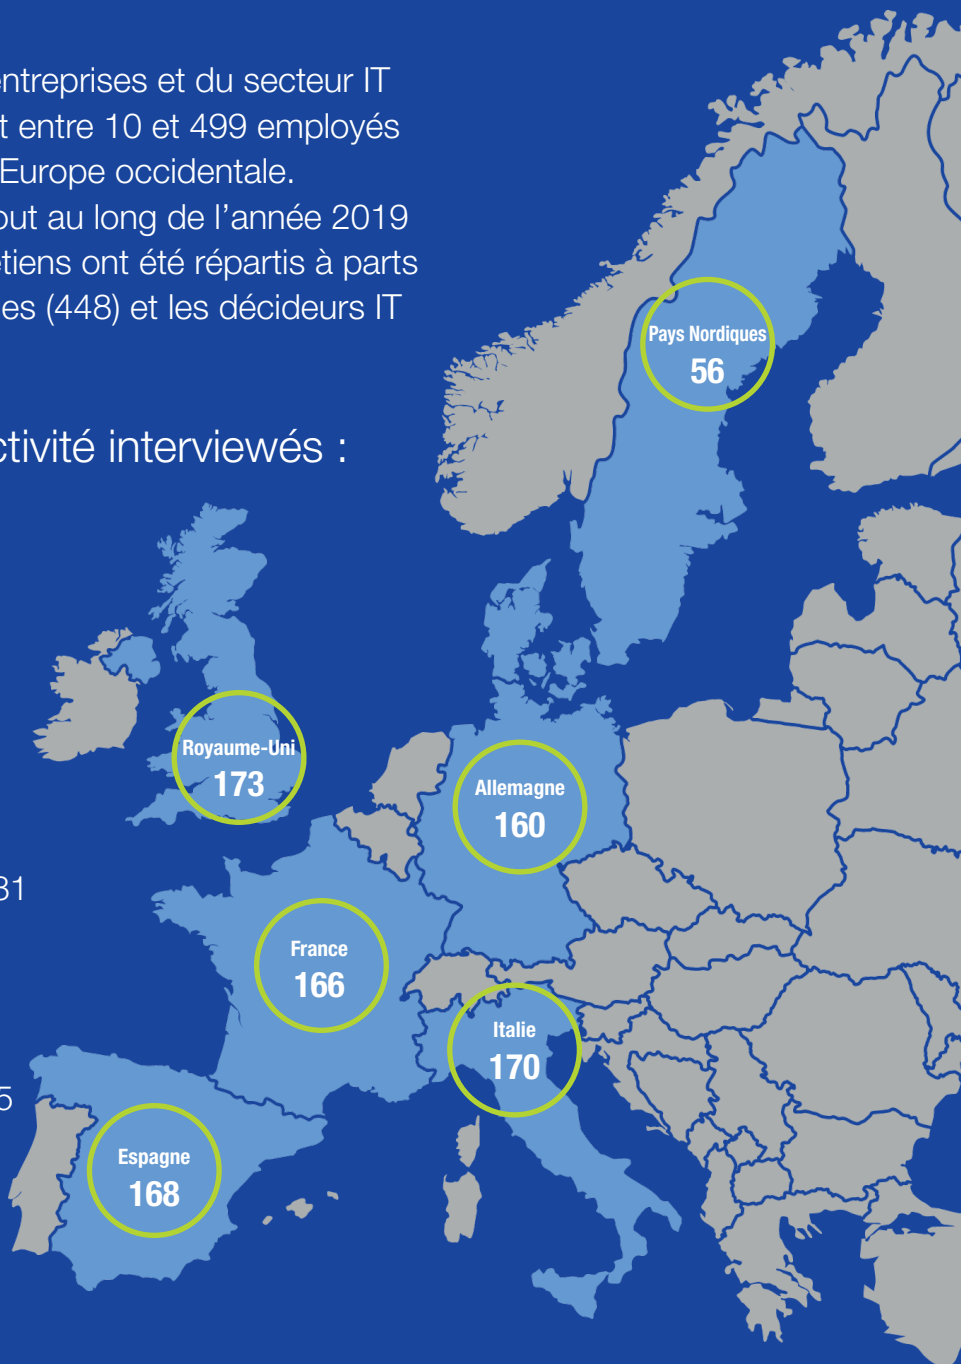 entreprises et du secteur IT
t entre 10 et 499 employés
Europe occidentale.
out au long de l’année 2019
etiens ont été répartis à parts
es (448) et les décideurs IT
ctivité interviewés :
Pays Nordiques
56
Royaume-Uni
173
Allemagne
160
31
France
166
Italie
170
5
Espagne
168